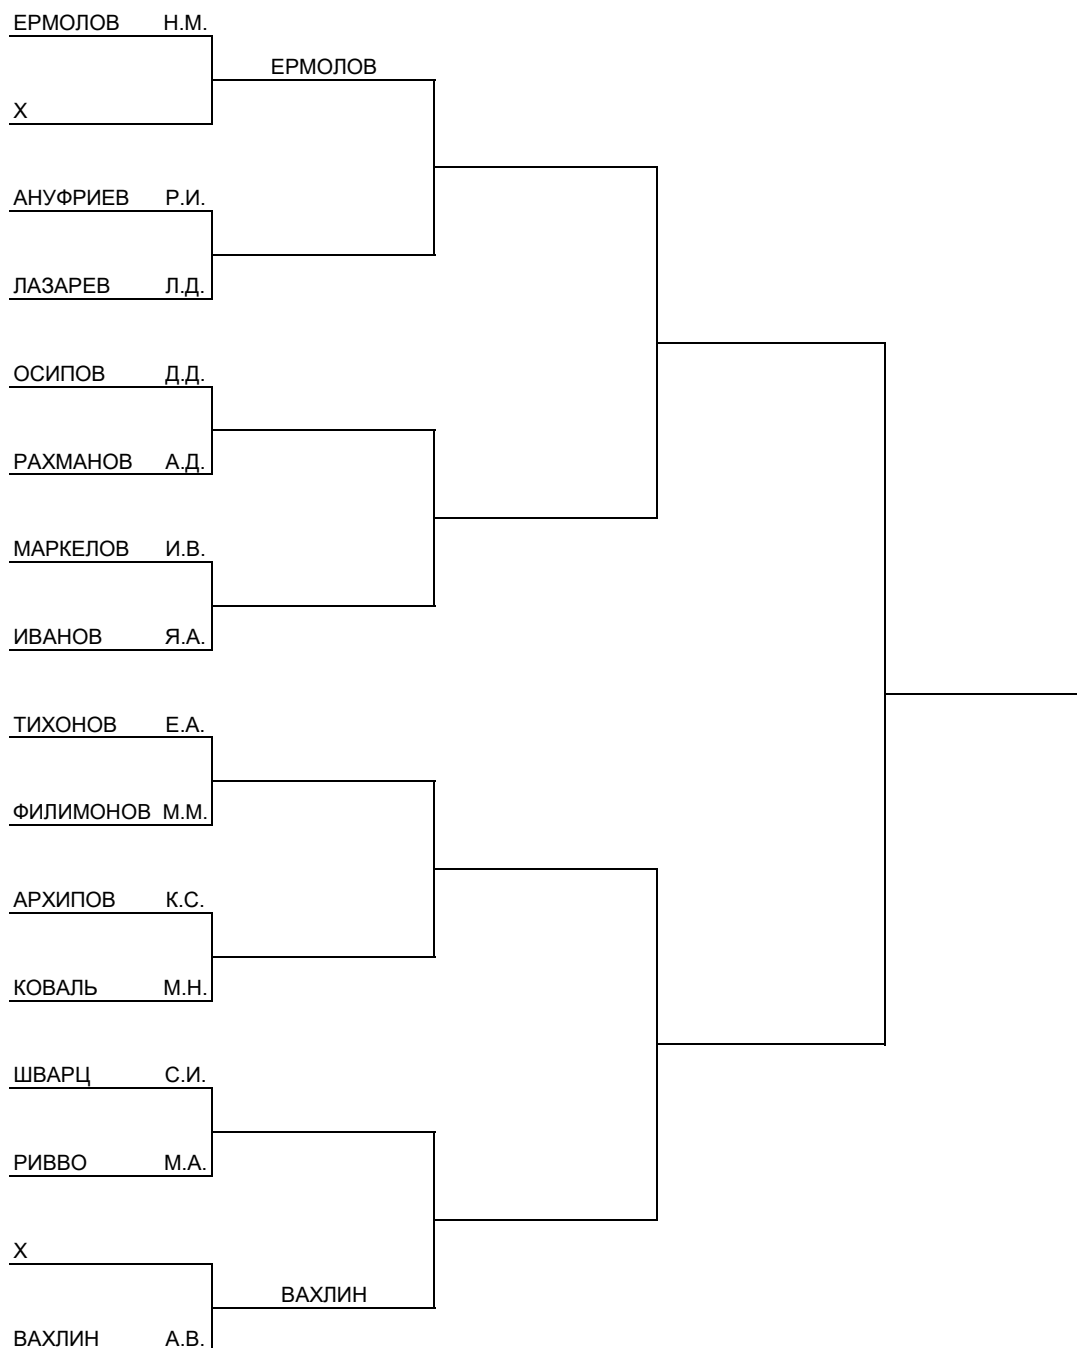 ЕРМОЛОВ Н.М.
ЕРМОЛОВ
Х
АНУФРИЕВ Р.И.
ЛАЗАРЕВ Л.Д.
ОСИПОВ Д.Д.
РАХМАНОВ А.Д.
МАРКЕЛОВ И.В.
ИВАНОВ Я.А.
ТИХОНОВ Е.А.
ФИЛИМОНОВ М.М.
АРХИПОВ К.С.
КОВАЛЬ М.Н.
ШВАРЦ С.И.
РИВВО М.А.
Х
ВАХЛИН
ВАХЛИН А.В.